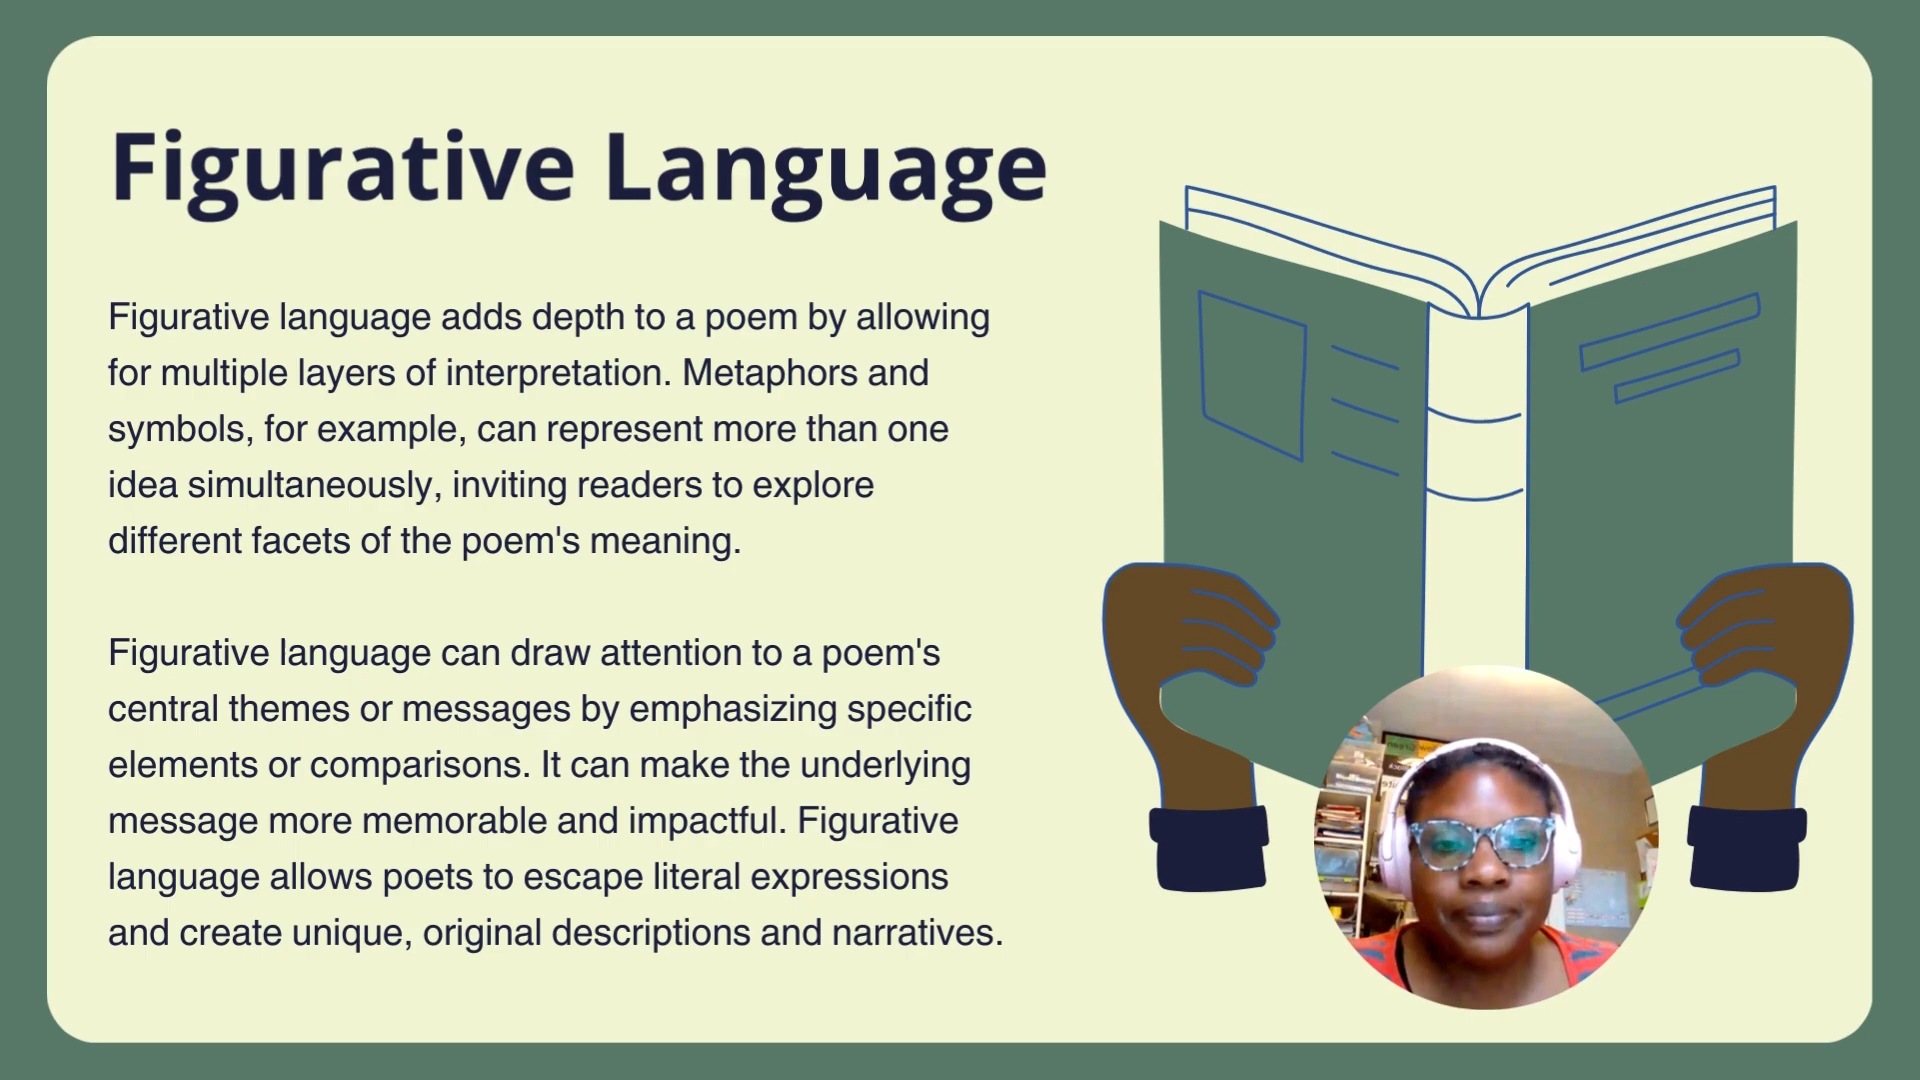 Figurative Language
Figurative language adds depth to a poem by allowing
for multiple layers of interpretation. Metaphors and
symbols, for example, can represent more than one
idea simultaneously, inviting readers to explore
different facets of the poem's meaning.
Figurative language can draw attention to a poem's
central themes or messages by emphasizing specific
elements or comparisons. It can make the underlying
message more memorable and impactful. Figurative
language allows poets to escape literal expressions
and create unique, original descriptions and narratives.